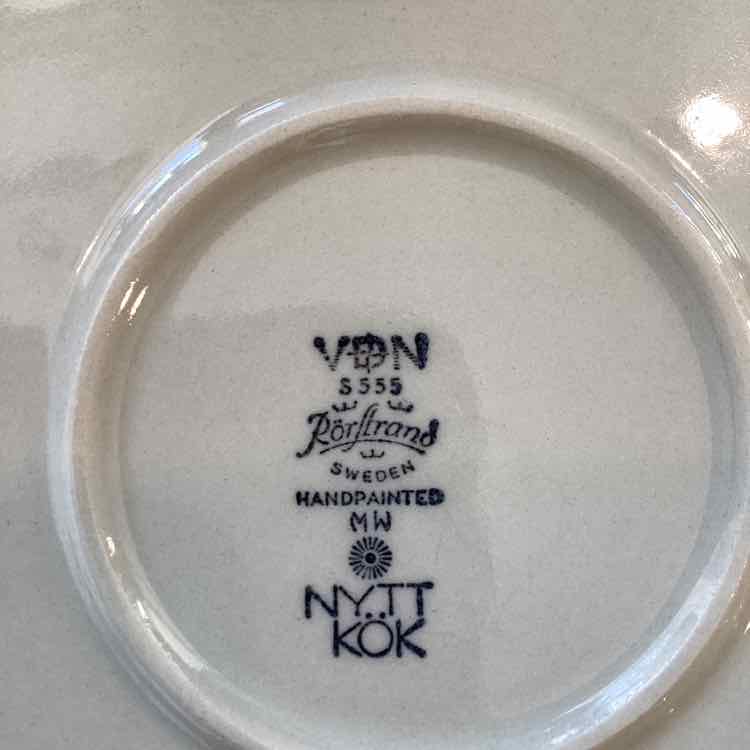 VDN
S555
Rörstrand
SWEDEN
HANDPAINTED
MW
NYTT
KÖK